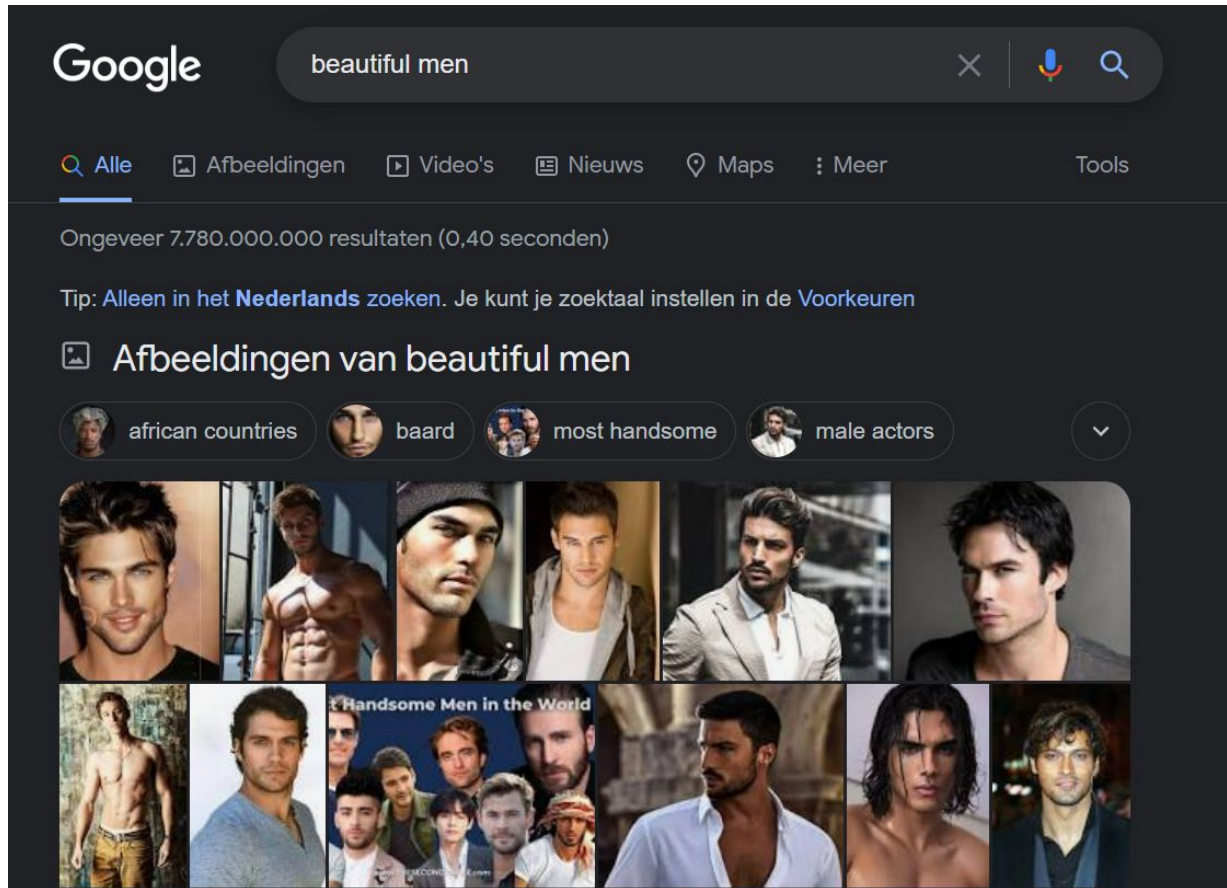 Google
beautiful men
Alle Afbeeldingen Video's Nieuws Maps Meer Tools
Ongeveer 7.780.000.000 resultaten (0,40 seconden)
Tip: Alleen in het Nederlands zoeken. Je kunt je zoektaal instellen in de Voorkeuren
Afbeeldingen van beautiful men
african countries baard most handsome male actors
t Handsome Men in the World